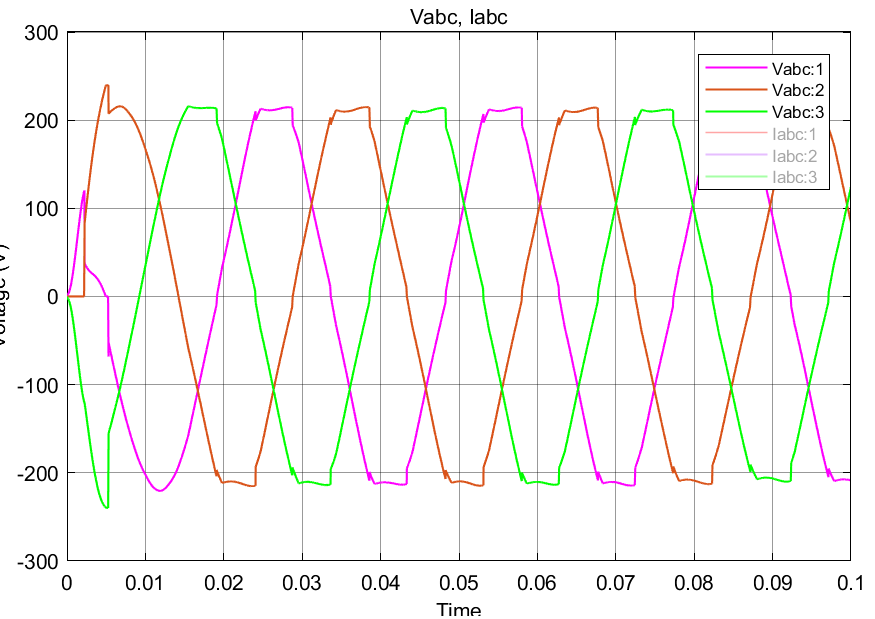 Vabc, Iabc
300
200
100
0
-100
-200
-300
Voltage (V)
Vabc:1
Vabc:2
Vabc:3
Iabc:1
Iabc:2
Iabc:3
0 0.01 0.02 0.03 0.04 0.05 0.06 0.07 0.08 0.09 0.1
Time